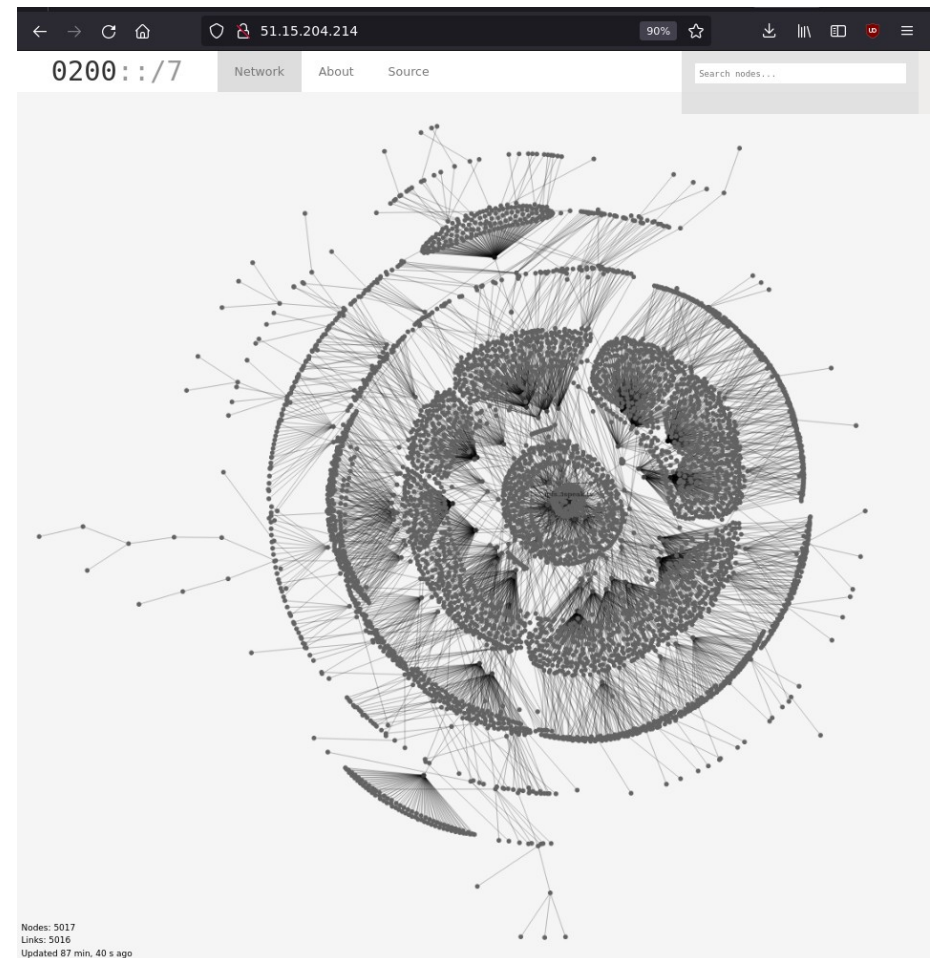 51.15.204.214
90%
0200::/7
Network
About
Source
Search nodes...
Nodes: 5017
Links: 5016
Updated 87 min, 40 s ago